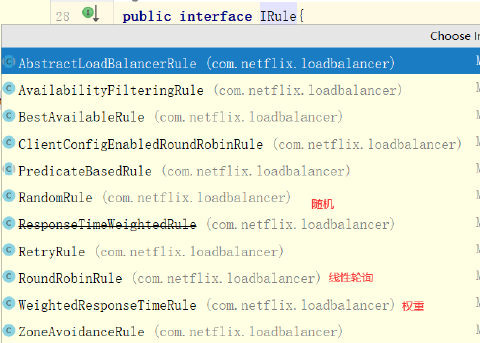 28 public interface IRule{
Choose In
AbstractLoadBalancerRule (com.netflix.loadbalancer)
AvailabilityFilteringRule (com.netflix.loadbalancer)
BestAvailableRule (com.netflix.loadbalancer)
ClientConfigEnabledRoundRobinRule (com.netflix.loadbalancer)
PredicateBasedRule (com.netflix.loadbalancer)
RandomRule (com.netflix.loadbalancer) 随机
ResponseTimeWeightedRule (com.netflix.loadbalancer)
RetryRule (com.netflix.loadbalancer)
RoundRobinRule (com.netflix.loadbalancer) 线性轮询
WeightedResponseTimeRule (com.netflix.loadbalancer) 权重
ZoneAvoidanceRule (com.netflix.loadbalancer)